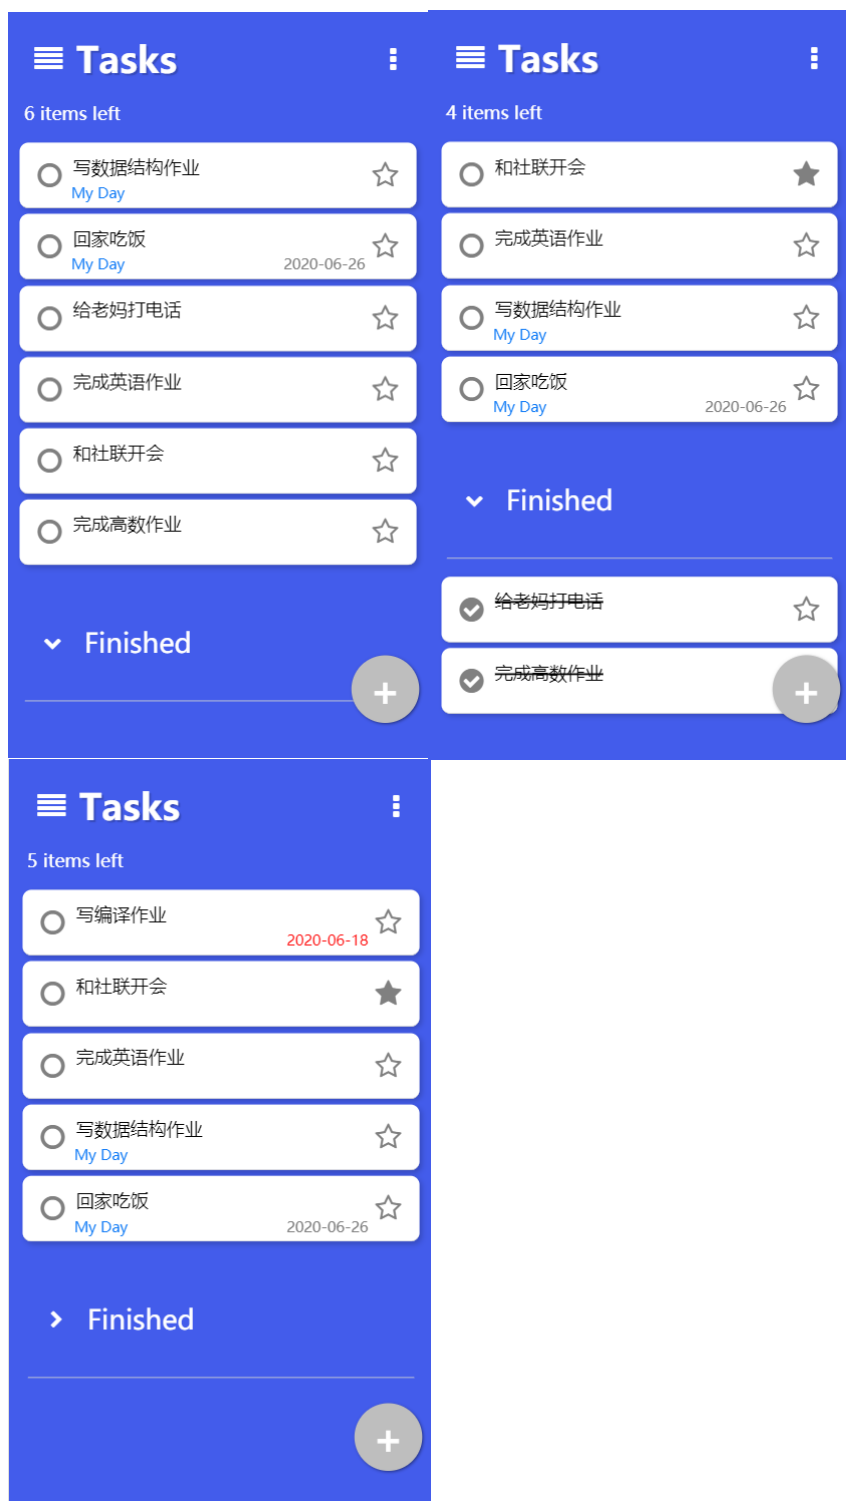 Tasks
6 items left
写数据结构作业
My Day
回家吃饭
My Day 2020-06-26
给老妈打电话
完成英语作业
和社联开会
完成高数作业
Finished
Tasks
4 items left
和社联开会
完成英语作业
写数据结构作业
My Day
回家吃饭
My Day 2020-06-26
Finished
给老妈打电话
完成高数作业
Tasks
5 items left
写编译作业
2020-06-18
和社联开会
完成英语作业
写数据结构作业
My Day
回家吃饭
My Day 2020-06-26
Finished